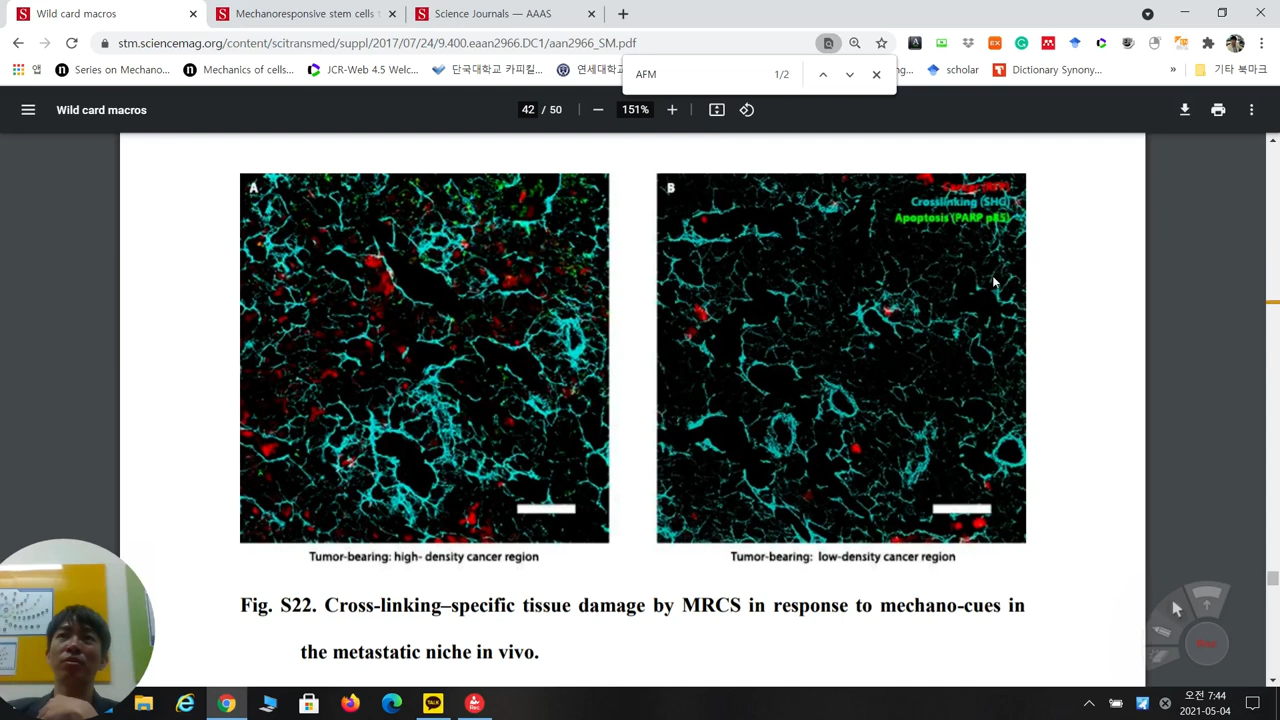 Wild card macros
Mechanoresponsive stem cells t
Science Journals — AAAS
stm.sciencemag.org/content/scitransmed/suppl/2017/07/24/9.400.eaan2966.DC1/aan2966_SM.pdf
앱
Series on Mechano...
Mechanics of cells...
JCR-Web 4.5 Welc...
단국대학교 카피킬...
연세대학교
scholar
Dictionary Synony...
»
기타 북마크
AFM
1/2
Wild card macros
42 / 50
151%
A
B
Cancer (RFP)
Crosslinking (SHG)
Apoptosis (PARP p85)
Tumor-bearing: high- density cancer region
Tumor-bearing: low-density cancer region
Fig. S22. Cross-linking–specific tissue damage by MRCS in response to mechano-cues in
the metastatic niche in vivo.
TALK
Rec
오전 7:44
2021-05-04